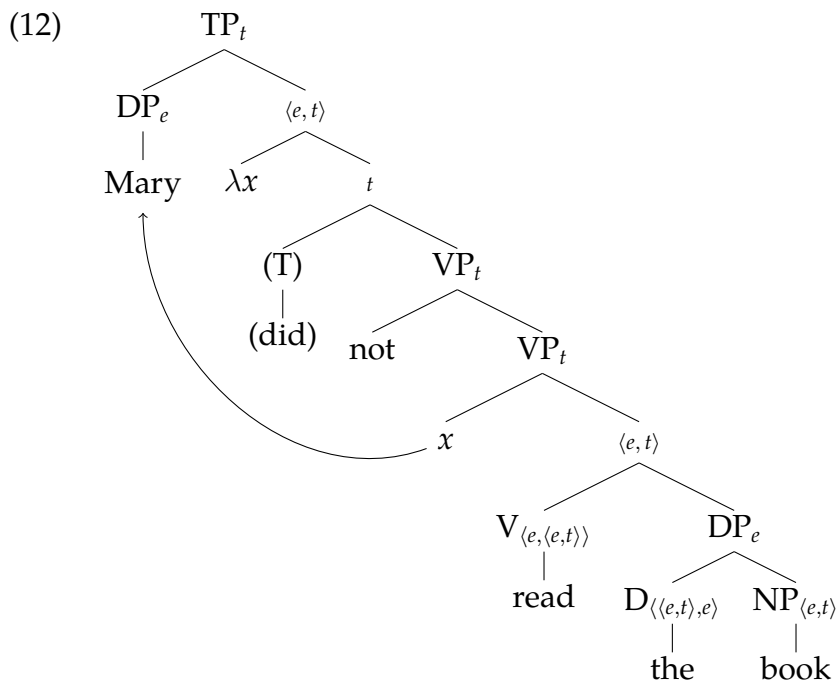 (12) TP_t
DP_e ⟨e, t⟩
Mary λx t
(T) VP_t
(did) not VP_t
x ⟨e, t⟩
V_⟨e,⟨e,t⟩⟩ DP_e
read D_⟨⟨e,t⟩,e⟩ NP_⟨e,t⟩
the book